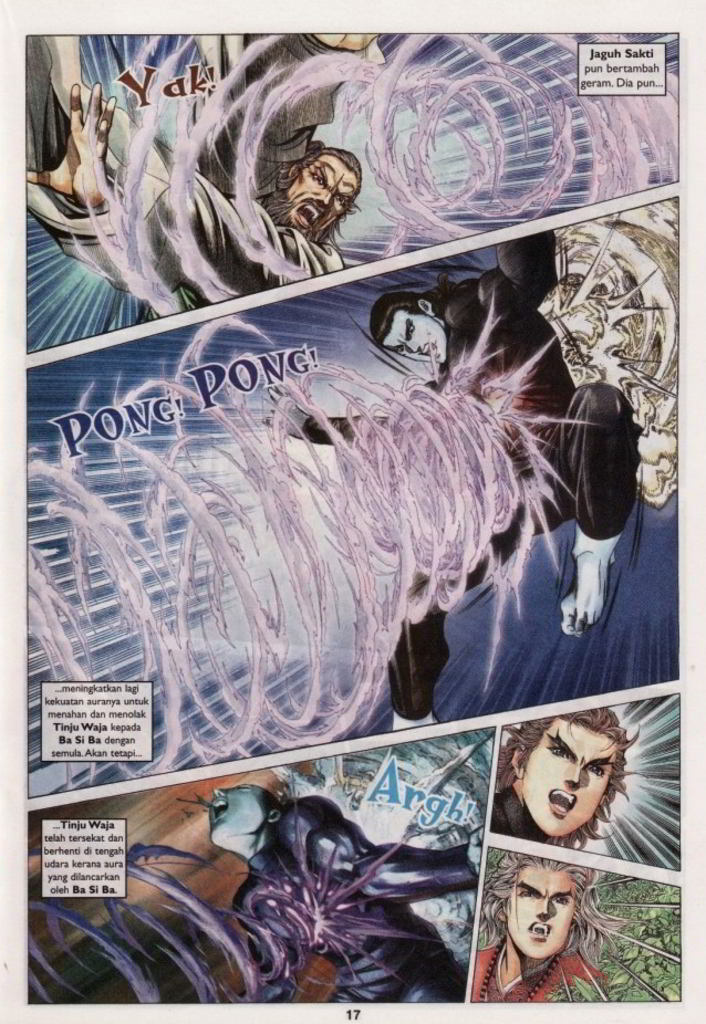 Yak!
Jaguh Sakti
pun bertambah
geram. Dia pun...
PONG! PONG!
...meningkatkan lagi
kekuatan auranya untuk
menahan dan menolak
Tinju Waja kepada
Ba Si Ba dengan
semula. Akan tetapi...
Argh!
...Tinju Waja
telah tersekat dan
berhenti di tengah
udara kerana aura
yang dilancarkan
oleh Ba Si Ba.
17